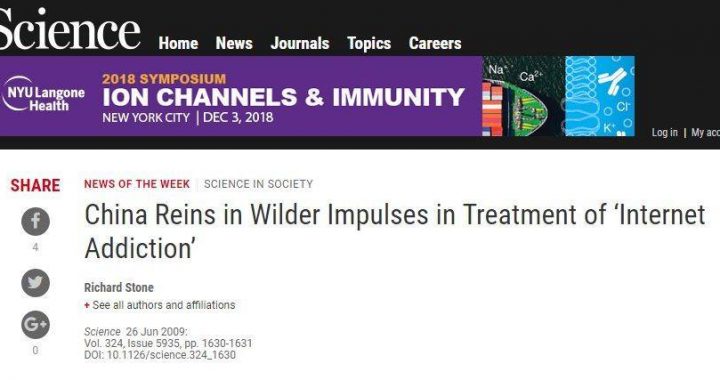 Science
Home News Journals Topics Careers
NYU Langone
Health
2018 SYMPOSIUM
ION CHANNELS & IMMUNITY
NEW YORK CITY | DEC 3, 2018
Na+
Ca2+
Cl-
K+
Log in | My acc
SHARE
4
0
NEWS OF THE WEEK | SCIENCE IN SOCIETY
China Reins in Wilder Impulses in Treatment of ‘Internet
Addiction’
Richard Stone
+ See all authors and affiliations
Science 26 Jun 2009:
Vol. 324, Issue 5935, pp. 1630-1631
DOI: 10.1126/science.324_1630